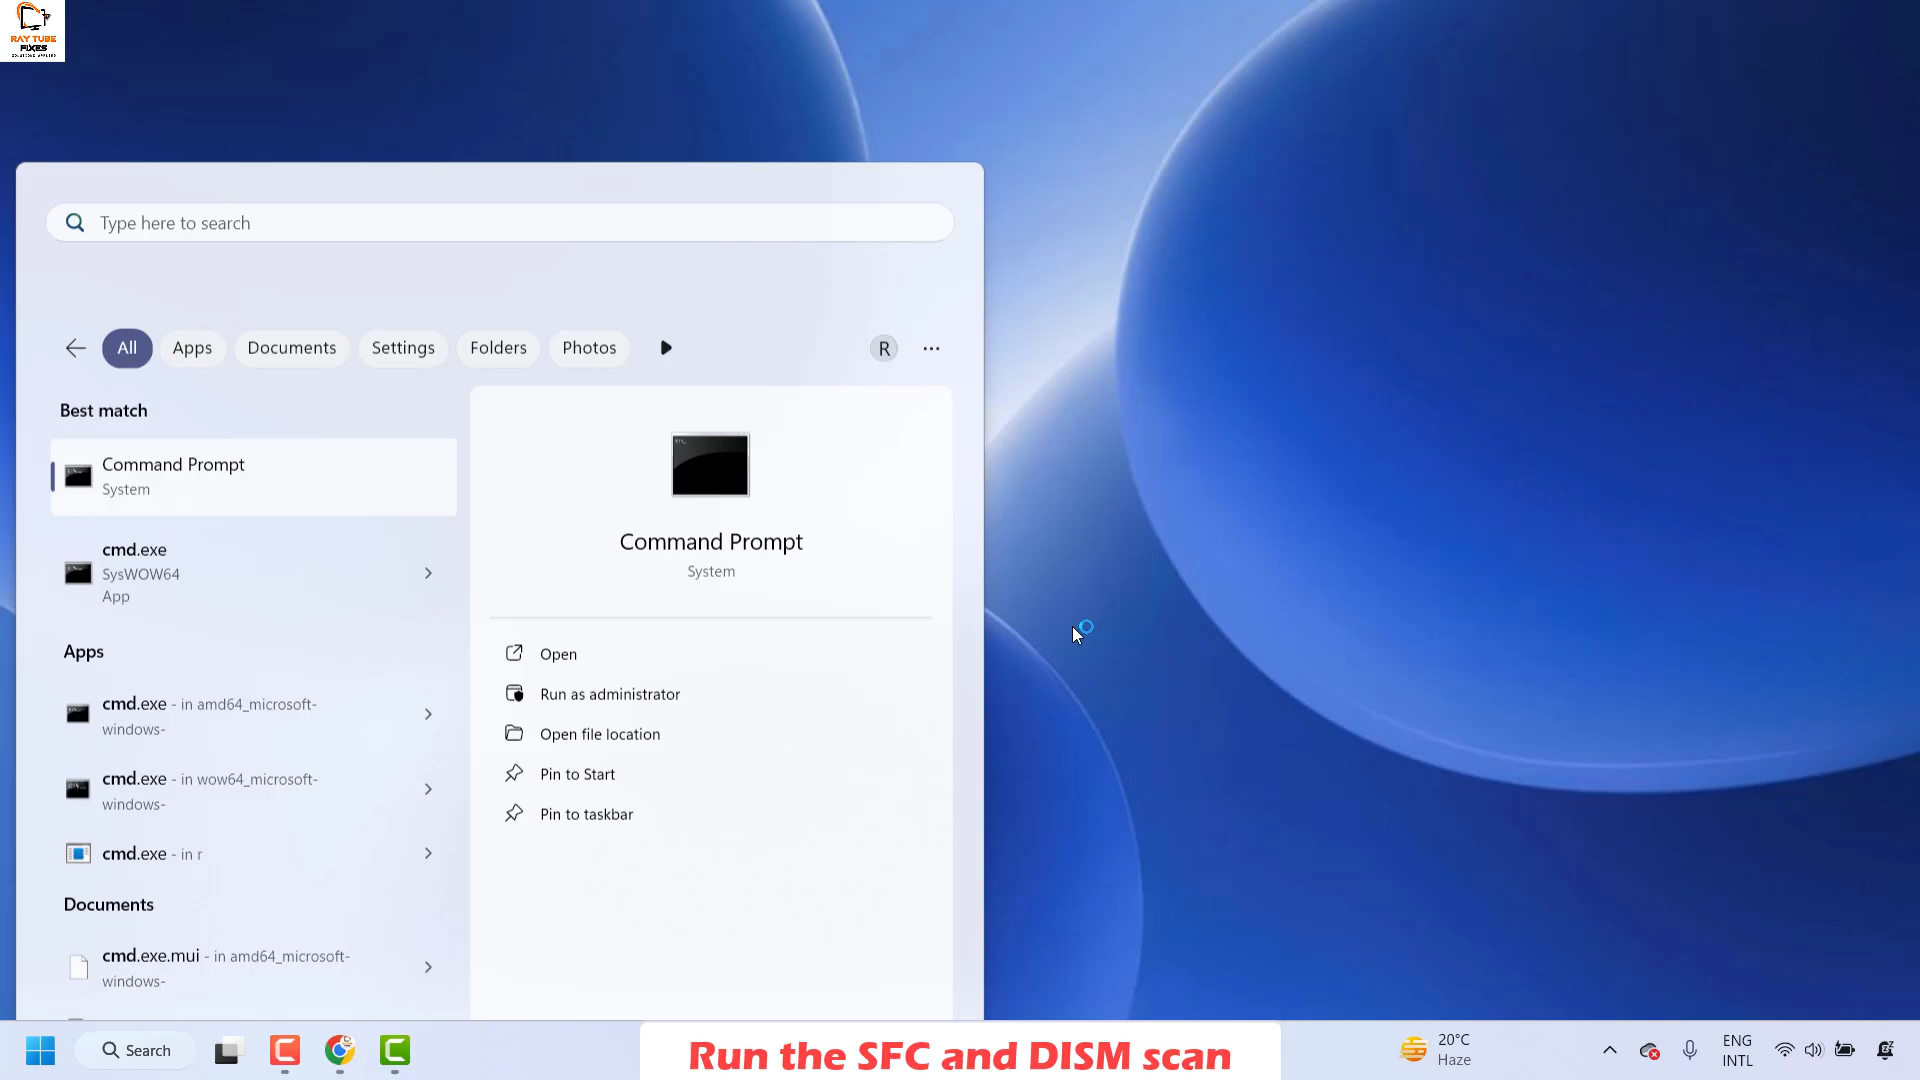 RAY TUBE
FIXES
SOLUTIONS APPLIED
Type here to search
All
Apps
Documents
Settings
Folders
Photos
R
Best match
Command Prompt
System
cmd.exe
SysWOW64
App
Apps
cmd.exe - in amd64_microsoft-
windows-
cmd.exe - in wow64_microsoft-
windows-
cmd.exe - in r
Documents
cmd.exe.mui - in amd64_microsoft-
windows-
Command Prompt
System
Open
Run as administrator
Open file location
Pin to Start
Pin to taskbar
Search
Run the SFC and DISM scan
20°C
Haze
ENG
INTL